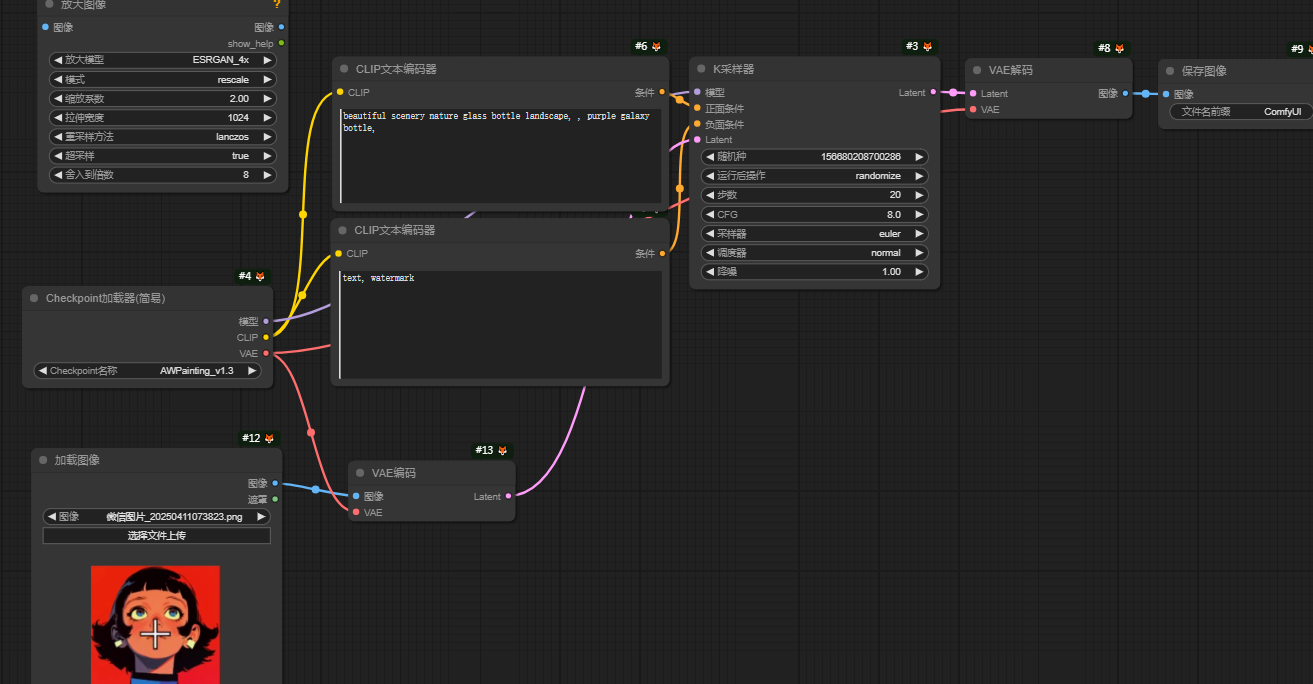 放大图像
?
图像
图像
show_help
放大模型 ESRGAN_4x
模式 rescale
缩放系数 2.00
拉伸宽度 1024
重采样方法 lanczos
超采样 true
舍入到倍数 8
#6
CLIP文本编码器
CLIP
条件
beautiful scenery nature glass bottle landscape, , purple galaxy
bottle,
CLIP文本编码器
CLIP
条件
text, watermark
#4
Checkpoint加载器(简易)
模型
CLIP
VAE
Checkpoint名称 AWPainting_v1.3
#3
K采样器
模型
Latent
正面条件
负面条件
Latent
随机种 156680208700286
运行后操作 randomize
步数 20
CFG 8.0
采样器 euler
调度器 normal
降噪 1.00
#8
VAE解码
Latent
图像
VAE
#9
保存图像
图像
文件名前缀 ComfyUI
#12
加载图像
图像
遮罩
图像 微信图片_20250411073823.png
选择文件上传
#13
VAE编码
图像
Latent
VAE